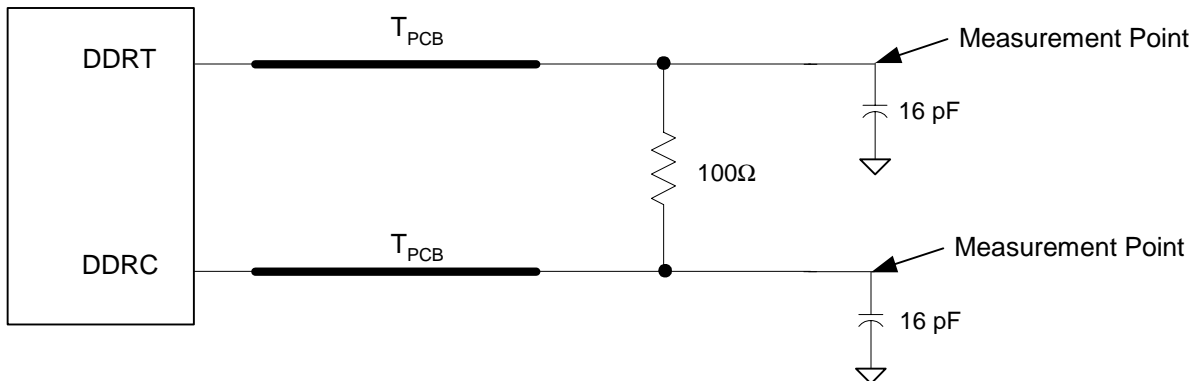 T_PCB
DDRT
Measurement Point
16 pF
100Ω
T_PCB
Measurement Point
DDRC
16 pF